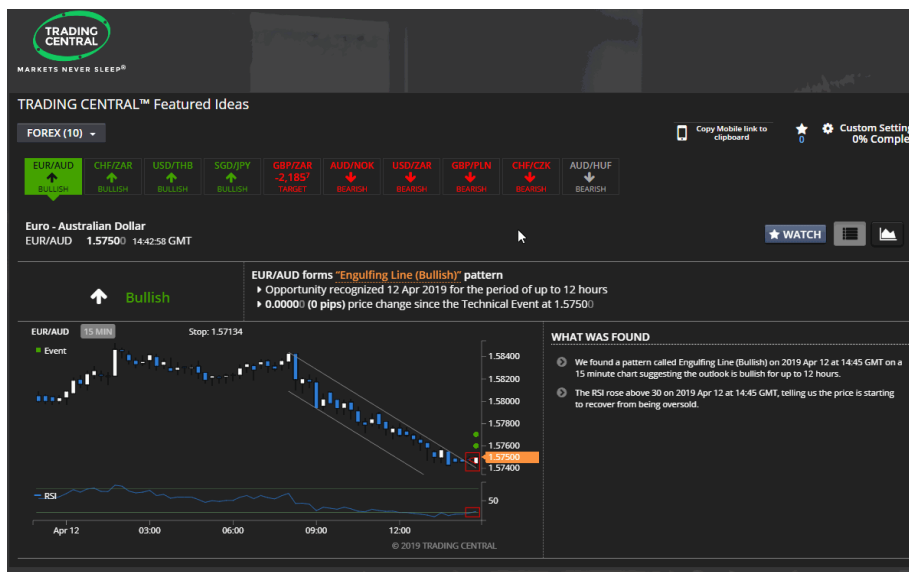 TRADING
CENTRAL
MARKETS NEVER SLEEP®
TRADING CENTRAL™ Featured Ideas
FOREX (10)
Copy Mobile link to
clipboard
0
Custom Setting
0% Comple
EUR/AUD
BULLISH
CHF/ZAR
BULLISH
USD/THB
BULLISH
SGD/JPY
BULLISH
GBP/ZAR
-2,185⁷
TARGET
AUD/NOK
BEARISH
USD/ZAR
BEARISH
GBP/PLN
BEARISH
CHF/CZK
BEARISH
AUD/HUF
BEARISH
Euro - Australian Dollar
EUR/AUD 1.57500 14:42:58 GMT
WATCH
Bullish
EUR/AUD forms "Engulfing Line (Bullish)" pattern
Opportunity recognized 12 Apr 2019 for the period of up to 12 hours
0.00000 (0 pips) price change since the Technical Event at 1.57500
EUR/AUD 15 MIN Stop: 1.57134
Event
1.58400
1.58200
1.58000
1.57800
1.57600
1.57500
1.57400
RSI
50
Apr 12 03:00 06:00 09:00 12:00
© 2019 TRADING CENTRAL
WHAT WAS FOUND
We found a pattern called Engulfing Line (Bullish) on 2019 Apr 12 at 14:45 GMT on a
15 minute chart suggesting the outlook is bullish for up to 12 hours.
The RSI rose above 30 on 2019 Apr 12 at 14:45 GMT, telling us the price is starting
to recover from being oversold.